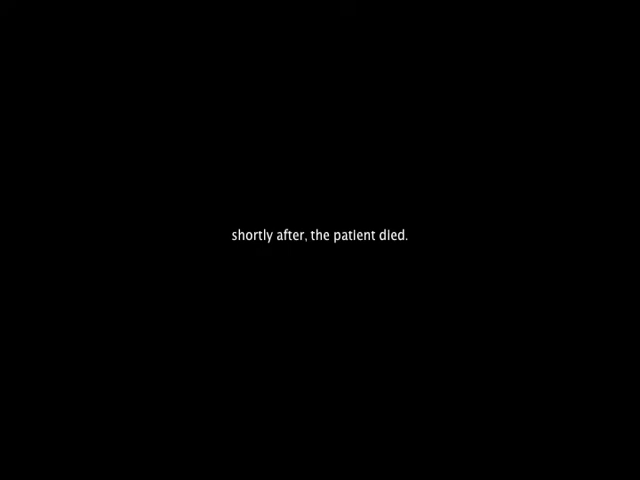 shortly after, the patient died.